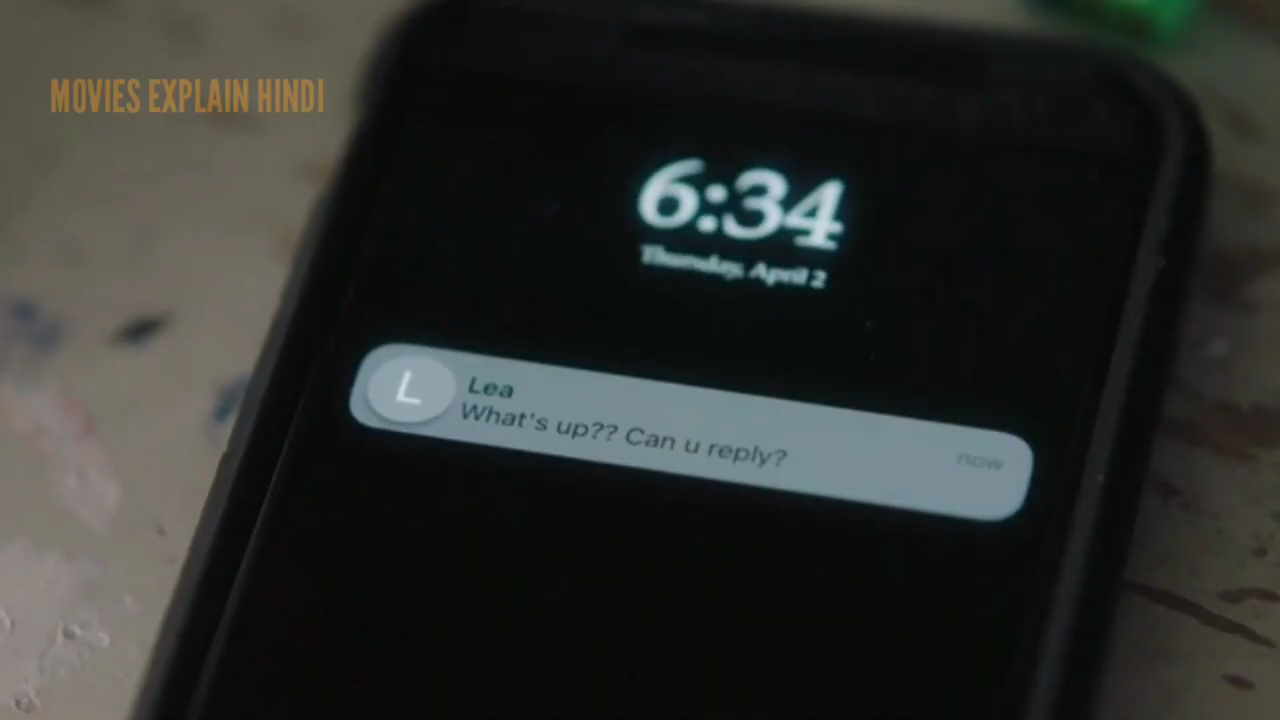 MOVIES EXPLAIN HINDI
6:34
Thursday, April 2
L
Lea
What's up?? Can u reply?
now